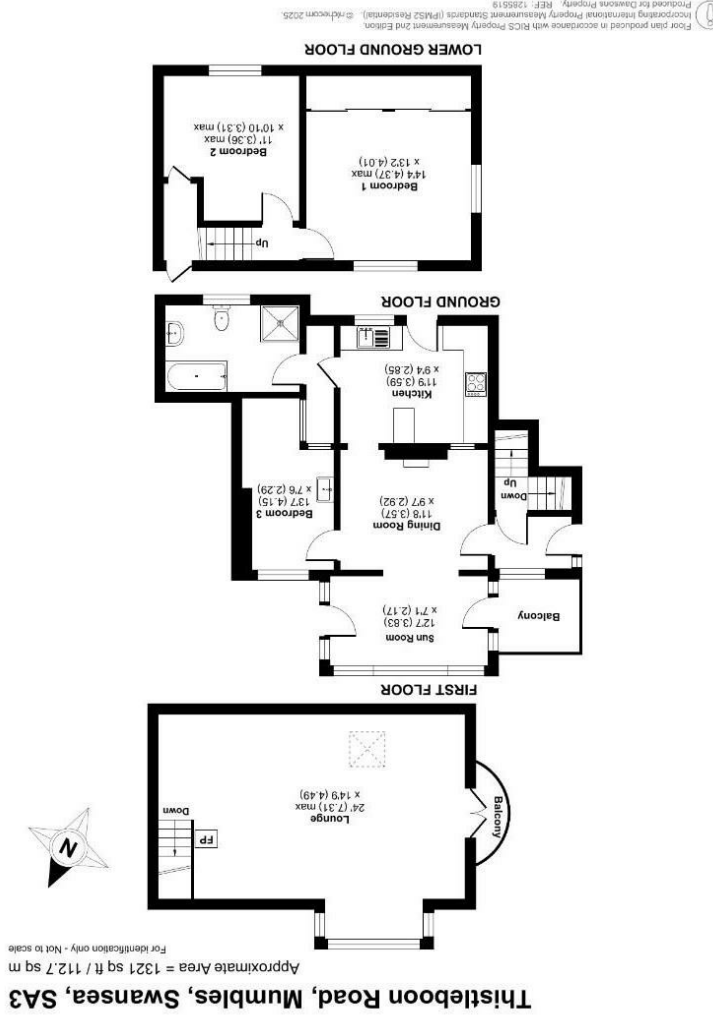 Thistleboon Road, Mumbles, Swansea, SA3
Approximate Area = 1321 sq ft / 112.7 sq m
For identification only - Not to scale
N
FP
Down
Lounge
24' (7.31) max
x 14'9 (4.49)
Balcony
FIRST FLOOR
Balcony
Sun Room
12'7 (3.83)
x 7'1 (2.17)
Down
Up
Dining Room
11'8 (3.57)
x 9'7 (2.92)
Bedroom 3
13'7 (4.15)
x 7'6 (2.29)
Kitchen
11'9 (3.59)
x 9'4 (2.85)
GROUND FLOOR
Up
Bedroom 1
14'4 (4.37) max
x 13'2 (4.01)
Bedroom 2
11' (3.36) max
x 10'10 (3.31) max
LOWER GROUND FLOOR
Floor plan produced in accordance with RICS Property Measurement 2nd Edition.
Incorporating International Property Measurement Standards (IPMS2 Residential). © nichecom 2025.
Produced for Dawsons Property. REF: 1285519